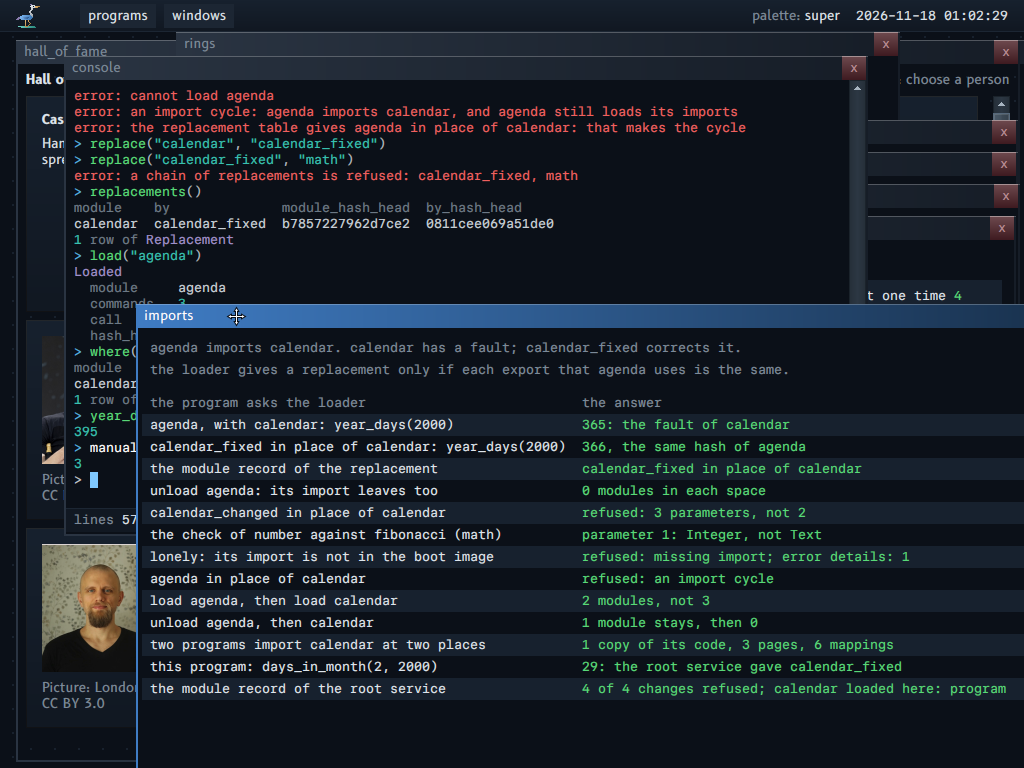 programs
windows
palette: super
2026-11-18 01:02:29
hall_of_fame
rings
x
x
console
x
Hall o
choose a person
error: cannot load agenda
error: an import cycle: agenda imports calendar, and agenda still loads its imports
error: the replacement table gives agenda in place of calendar: that makes the cycle
> replace("calendar", "calendar_fixed")
> replace("calendar_fixed", "math")
error: a chain of replacements is refused: calendar_fixed, math
> replacements()
module by module_hash_head by_hash_head
calendar calendar_fixed b7857227962d7ce2 0811cee069a51de0
1 row of Replacement
> load("agenda")
Loaded
module agenda
commands 3
call
hash_h
> where(
module
calendar
1 row of
> year_d
395
> manual
3
>
lines 57
Cas
Han
spre
x
x
x
x
t one time 4
Pict
CC
Picture: Londo
CC BY 3.0
imports
agenda imports calendar. calendar has a fault; calendar_fixed corrects it.
the loader gives a replacement only if each export that agenda uses is the same.
the program asks the loader the answer
agenda, with calendar: year_days(2000) 365: the fault of calendar
calendar_fixed in place of calendar: year_days(2000) 366, the same hash of agenda
the module record of the replacement calendar_fixed in place of calendar
unload agenda: its import leaves too 0 modules in each space
calendar_changed in place of calendar refused: 3 parameters, not 2
the check of number against fibonacci (math) parameter 1: Integer, not Text
lonely: its import is not in the boot image refused: missing import; error details: 1
agenda in place of calendar refused: an import cycle
load agenda, then load calendar 2 modules, not 3
unload agenda, then calendar 1 module stays, then 0
two programs import calendar at two places 1 copy of its code, 3 pages, 6 mappings
this program: days_in_month(2, 2000) 29: the root service gave calendar_fixed
the module record of the root service 4 of 4 changes refused; calendar loaded here: program